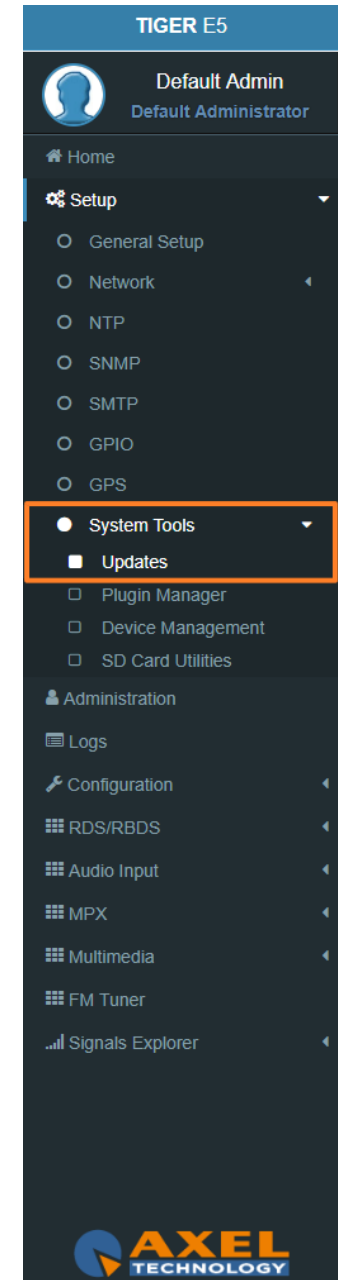 TIGER E5
Default Admin
Default Administrator
Home
Setup
General Setup
Network
NTP
SNMP
SMTP
GPIO
GPS
System Tools
Updates
Plugin Manager
Device Management
SD Card Utilities
Administration
Logs
Configuration
RDS/RBDS
Audio Input
MPX
Multimedia
FM Tuner
Signals Explorer
AXEL
TECHNOLOGY